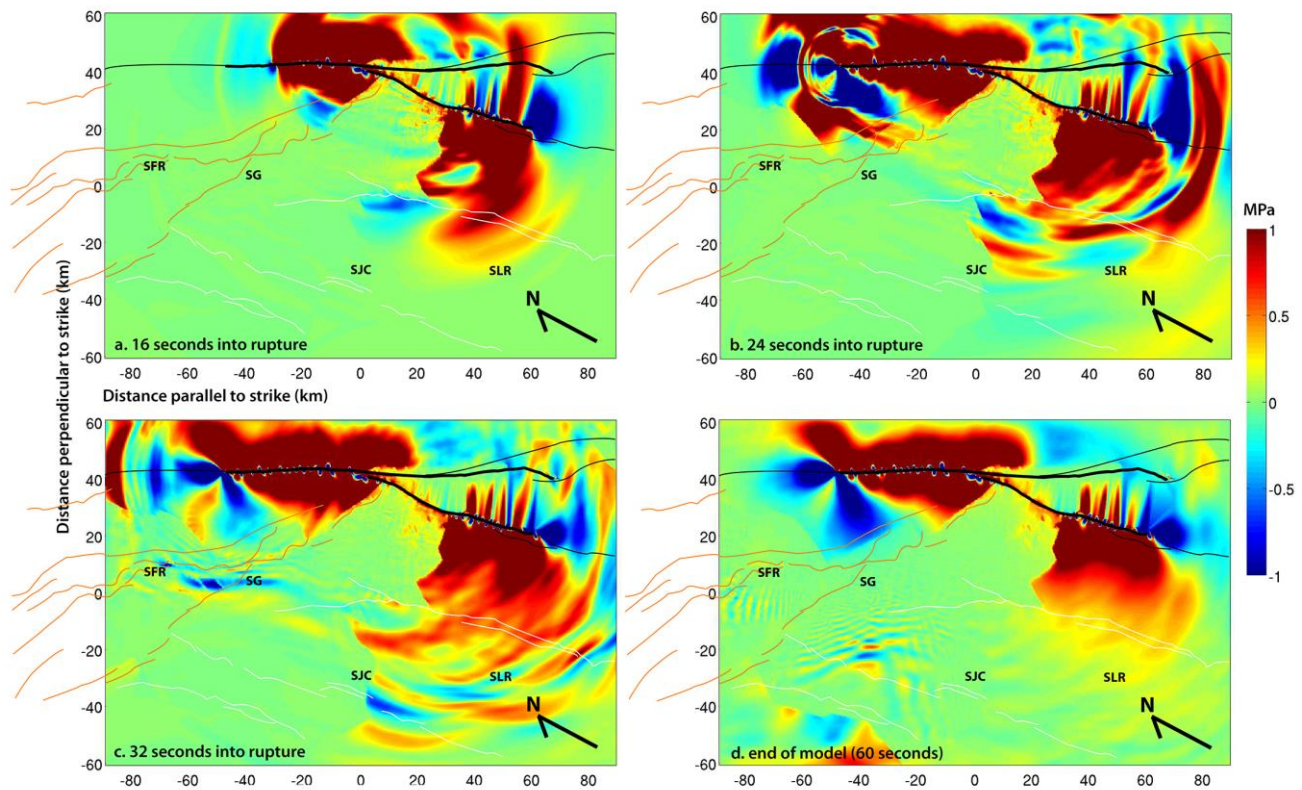 60
40
20
0
-20
-40
-60
-80 -60 -40 -20 0 20 40 60 80
SFR
SG
SJC
SLR
N
a. 16 seconds into rupture
60
40
20
0
-20
-40
-60
-80 -60 -40 -20 0 20 40 60 80
SFR
SG
SJC
SLR
N
b. 24 seconds into rupture
MPa
1
0.5
0
-0.5
-1
Distance perpendicular to strike (km)
Distance parallel to strike (km)
60
40
20
0
-20
-40
-60
-80 -60 -40 -20 0 20 40 60 80
SFR
SG
SJC
SLR
N
c. 32 seconds into rupture
60
40
20
0
-20
-40
-60
-80 -60 -40 -20 0 20 40 60 80
SFR
SG
SJC
SLR
N
d. end of model (60 seconds)